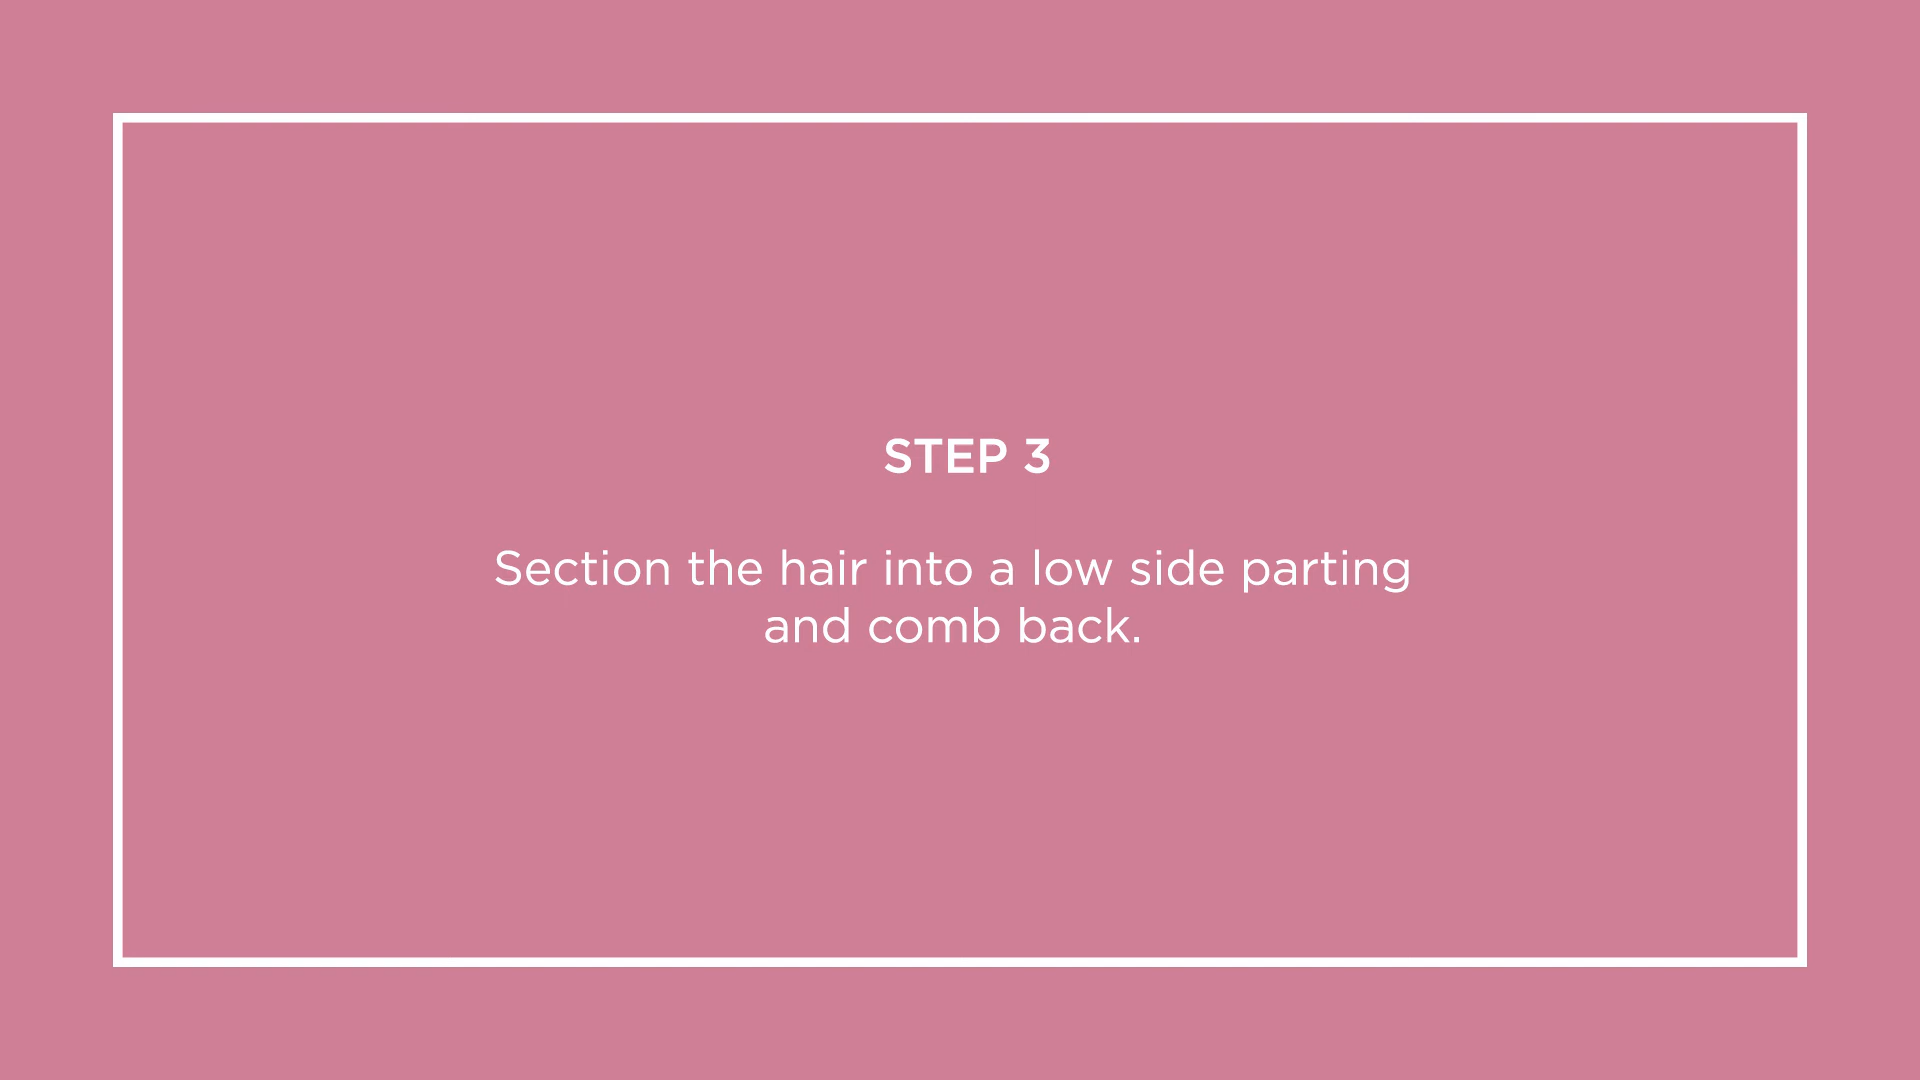 STEP 3
Section the hair into a low side parting
and comb back.